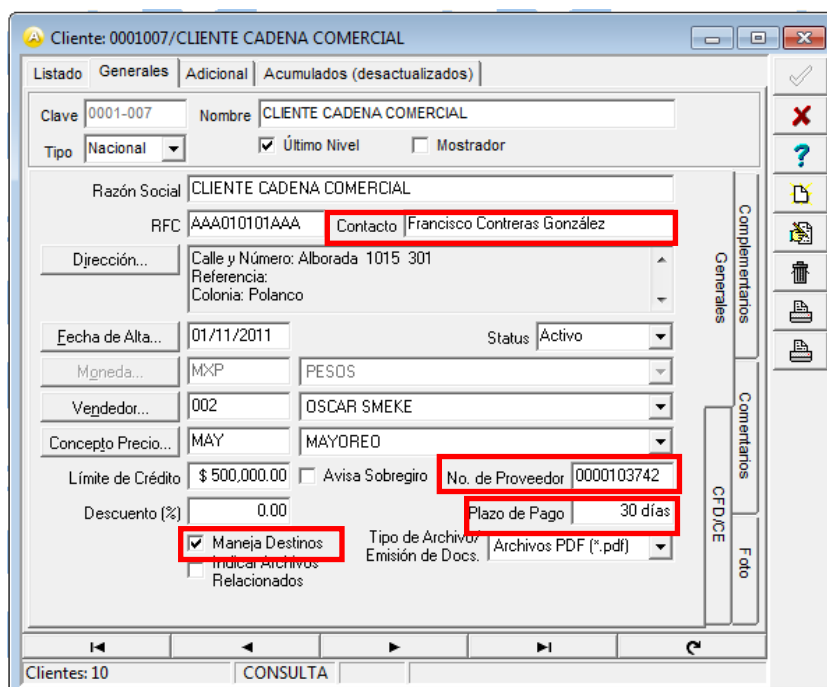 Cliente: 0001007/CLIENTE CADENA COMERCIAL
Listado Generales Adicional Acumulados (desactualizados)
Clave 0001-007 Nombre CLIENTE CADENA COMERCIAL
Tipo Nacional Último Nivel Mostrador
Razón Social CLIENTE CADENA COMERCIAL
RFC AAA010101AAA Contacto Francisco Contreras González
Dirección... Calle y Número: Alborada 1015 301
Referencia:
Colonia: Polanco
Fecha de Alta... 01/11/2011 Status Activo
Moneda... MXP PESOS
Vendedor... 002 OSCAR SMEKE
Concepto Precio... MAY MAYOREO
Límite de Crédito $ 500,000.00 Avisa Sobregiro No. de Proveedor 0000103742
Descuento (%) 0.00 Plazo de Pago 30 días
Maneja Destinos Tipo de Archivo/
Emisión de Docs. Archivos PDF (*.pdf)
Indicar Archivos
Relacionados
Generales
CFD/CE
Complementarios
Comentarios
Foto
Clientes: 10 CONSULTA